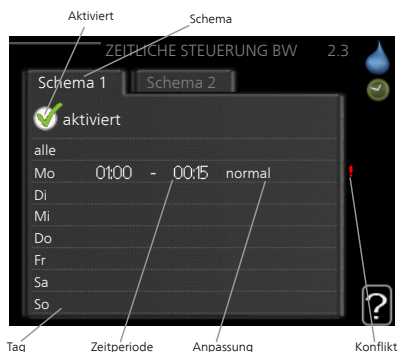 Aktiviert Schema
ZEITLICHE STEUERUNG BW 2.3
Schema 1 Schema 2
aktiviert
alle
Mo 01:00 - 00:15 normal !
Di
Mi
Do
Fr
Sa
So
?
Tag Zeitperiode Anpassung Konflikt